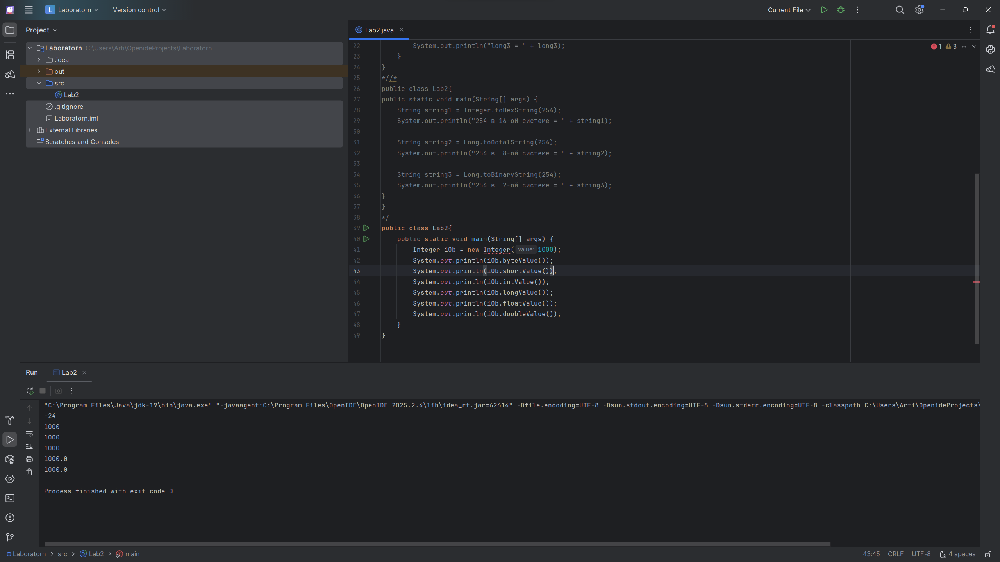 L Laboratorn Version control Current File
Project
Laboratorn C:\Users\Arti\OpenideProjects\Laboratorn
.idea
out
src
Lab2
.gitignore
Laboratorn.iml
External Libraries
Scratches and Consoles
Lab2.java
1 3
22 System.out.println("long3 = " + long3);
23 }
24 }
25 *//*
26 public class Lab2{
27 public static void main(String[] args) {
28 String string1 = Integer.toHexString(254);
29 System.out.println("254 в 16-ой системе = " + string1);
30
31 String string2 = Long.toOctalString(254);
32 System.out.println("254 в  8-ой системе = " + string2);
33
34 String string3 = Long.toBinaryString(254);
35 System.out.println("254 в  2-ой системе = " + string3);
36 }
37 }
38 */
39 public class Lab2{
40 public static void main(String[] args) {
41 Integer iOb = new Integer( value: 1000);
42 System.out.println(iOb.byteValue());
43 System.out.println(iOb.shortValue());
44 System.out.println(iOb.intValue());
45 System.out.println(iOb.longValue());
46 System.out.println(iOb.floatValue());
47 System.out.println(iOb.doubleValue());
48 }
49 }
Run Lab2
"C:\Program Files\Java\jdk-19\bin\java.exe" "-javaagent:C:\Program Files\OpenIDE\OpenIDE 2025.2.4\lib\idea_rt.jar=62614" -Dfile.encoding=UTF-8 -Dsun.stdout.encoding=UTF-8 -Dsun.stderr.encoding=UTF-8 -classpath C:\Users\Arti\OpenideProjects\
-24
1000
1000
1000
1000.0
1000.0
Process finished with exit code 0
Laboratorn > src > Lab2 > main 43:45 CRLF UTF-8 4 spaces